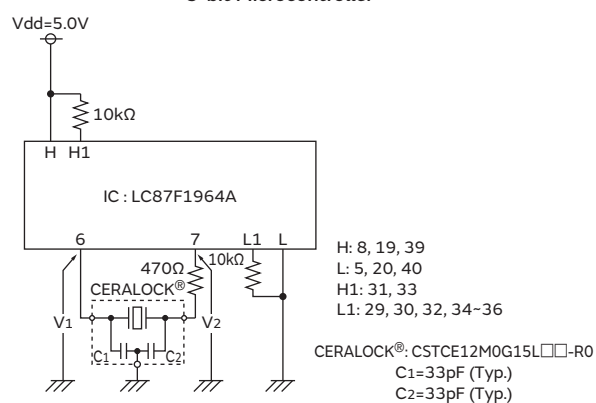 Vdd=5.0V
10kΩ
H H1
IC : LC87F1964A
6 7 L1 L
470Ω 10kΩ
CERALOCK®
V1 V2
C1 C2
H: 8, 19, 39
L: 5, 20, 40
H1: 31, 33
L1: 29, 30, 32, 34~36
CERALOCK®: CSTCE12M0G15L□□-R0
C1=33pF (Typ.)
C2=33pF (Typ.)